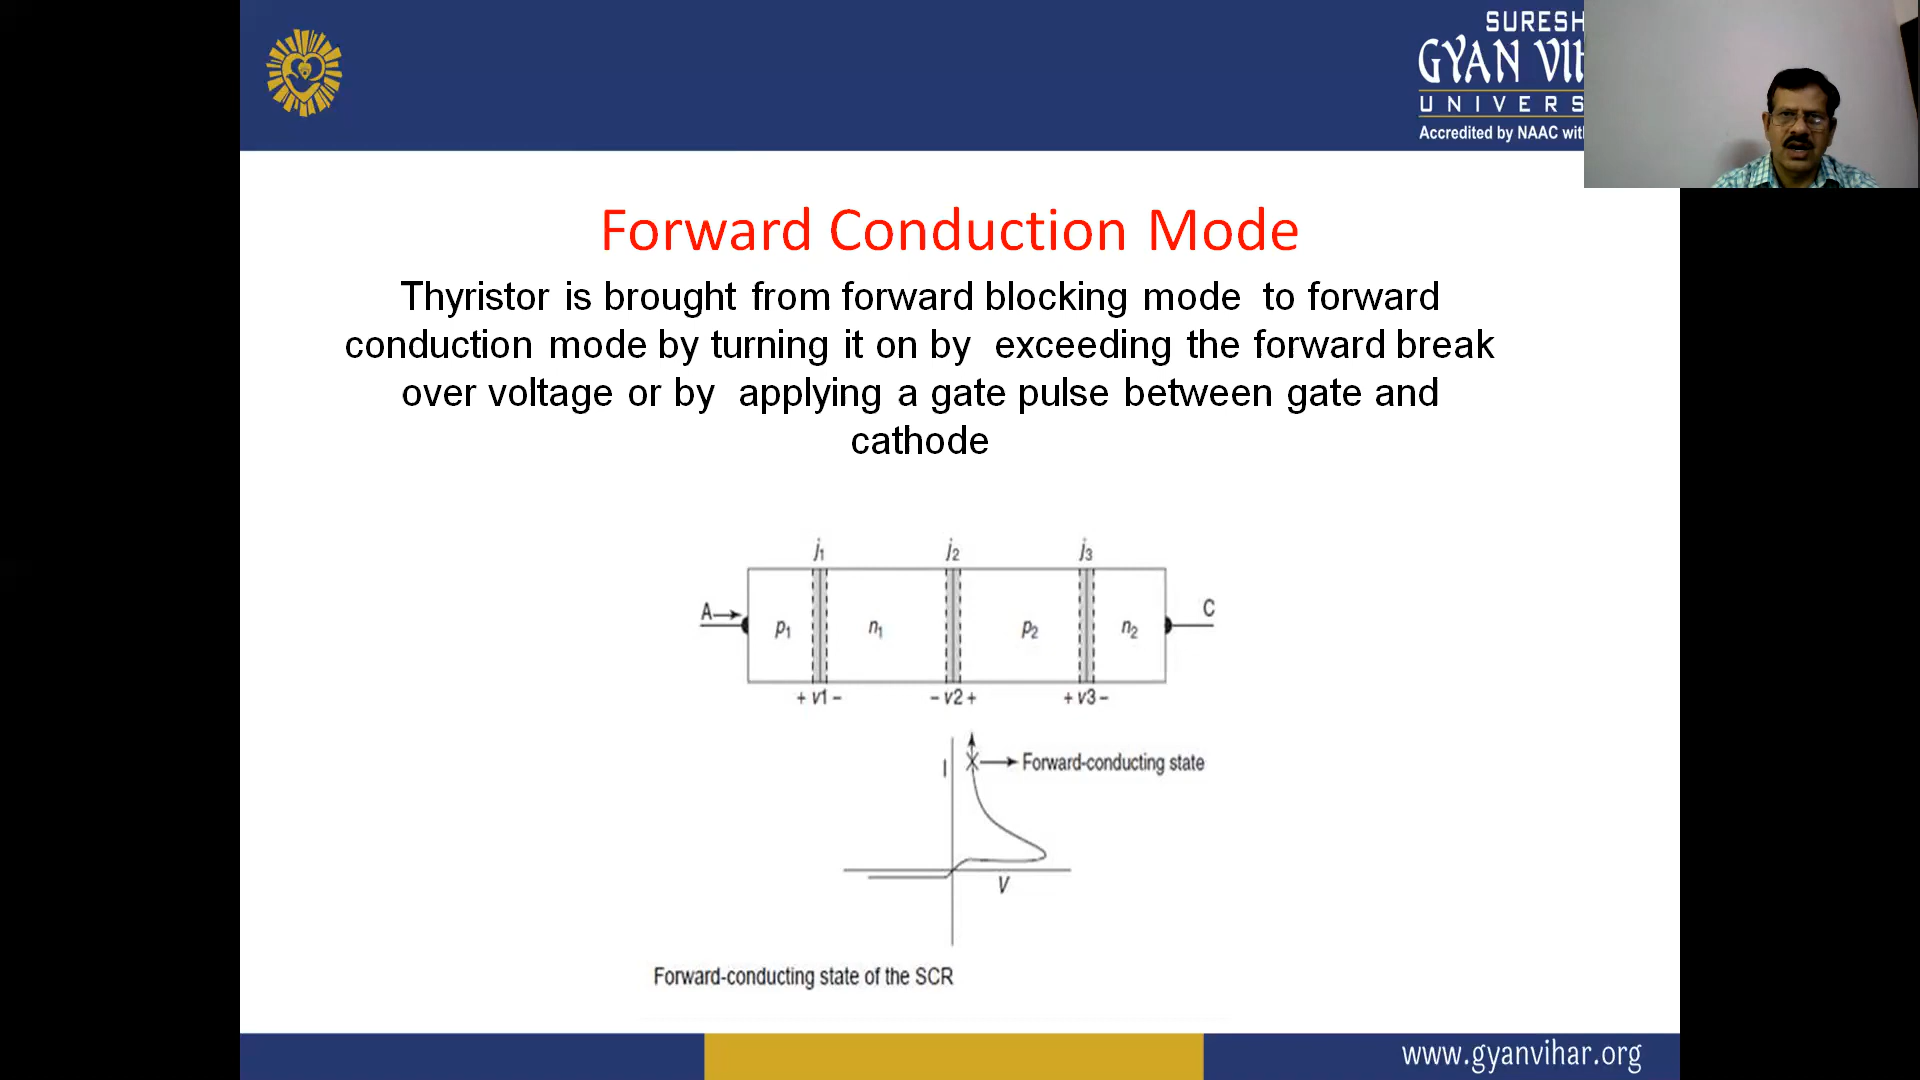 SURESH
GYAN VIH
UNIVERS
Accredited by NAAC wit
Forward Conduction Mode
Thyristor is brought from forward blocking mode to forward
conduction mode by turning it on by exceeding the forward break
over voltage or by applying a gate pulse between gate and
cathode
j1 j2 j3
A p1 n1 p2 n2 C
+ v1 - - v2 + + v3 -
I Forward-conducting state
V
Forward-conducting state of the SCR
www.gyanvihar.org